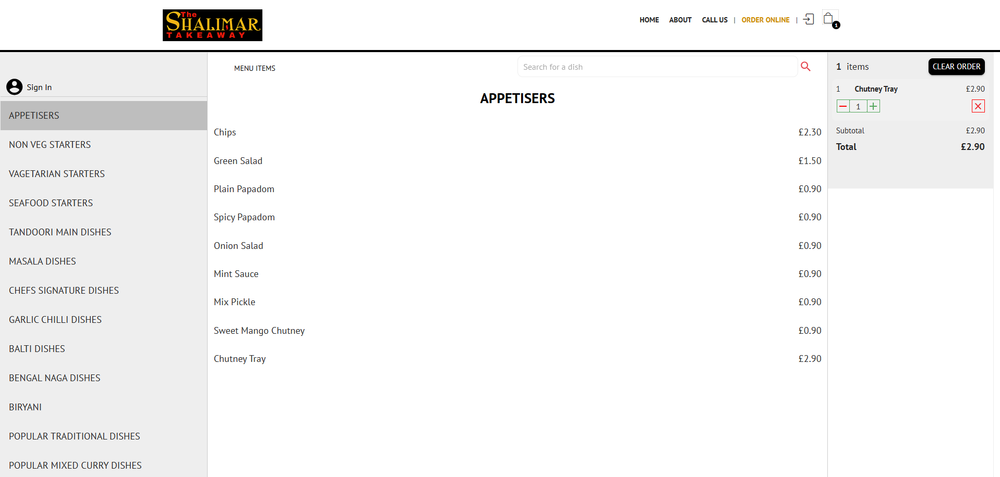 The
SHALIMAR
TAKEAWAY
HOME ABOUT CALL US | ORDER ONLINE |
1
Sign In
APPETISERS
NON VEG STARTERS
VAGETARIAN STARTERS
SEAFOOD STARTERS
TANDOORI MAIN DISHES
MASALA DISHES
CHEFS SIGNATURE DISHES
GARLIC CHILLI DISHES
BALTI DISHES
BENGAL NAGA DISHES
BIRYANI
POPULAR TRADITIONAL DISHES
POPULAR MIXED CURRY DISHES
MENU ITEMS
Search for a dish
APPETISERS
Chips £2.30
Green Salad £1.50
Plain Papadom £0.90
Spicy Papadom £0.90
Onion Salad £0.90
Mint Sauce £0.90
Mix Pickle £0.90
Sweet Mango Chutney £0.90
Chutney Tray £2.90
1 items CLEAR ORDER
1 Chutney Tray £2.90
1
Subtotal £2.90
Total £2.90